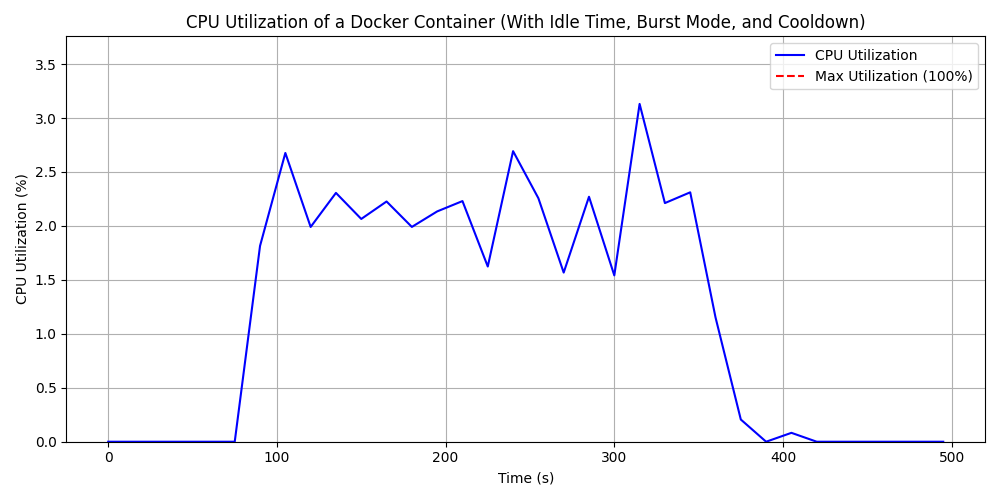 CPU Utilization of a Docker Container (With Idle Time, Burst Mode, and Cooldown)
CPU Utilization
Max Utilization (100%)
CPU Utilization (%)
3.5
3.0
2.5
2.0
1.5
1.0
0.5
0.0
0 100 200 300 400 500
Time (s)